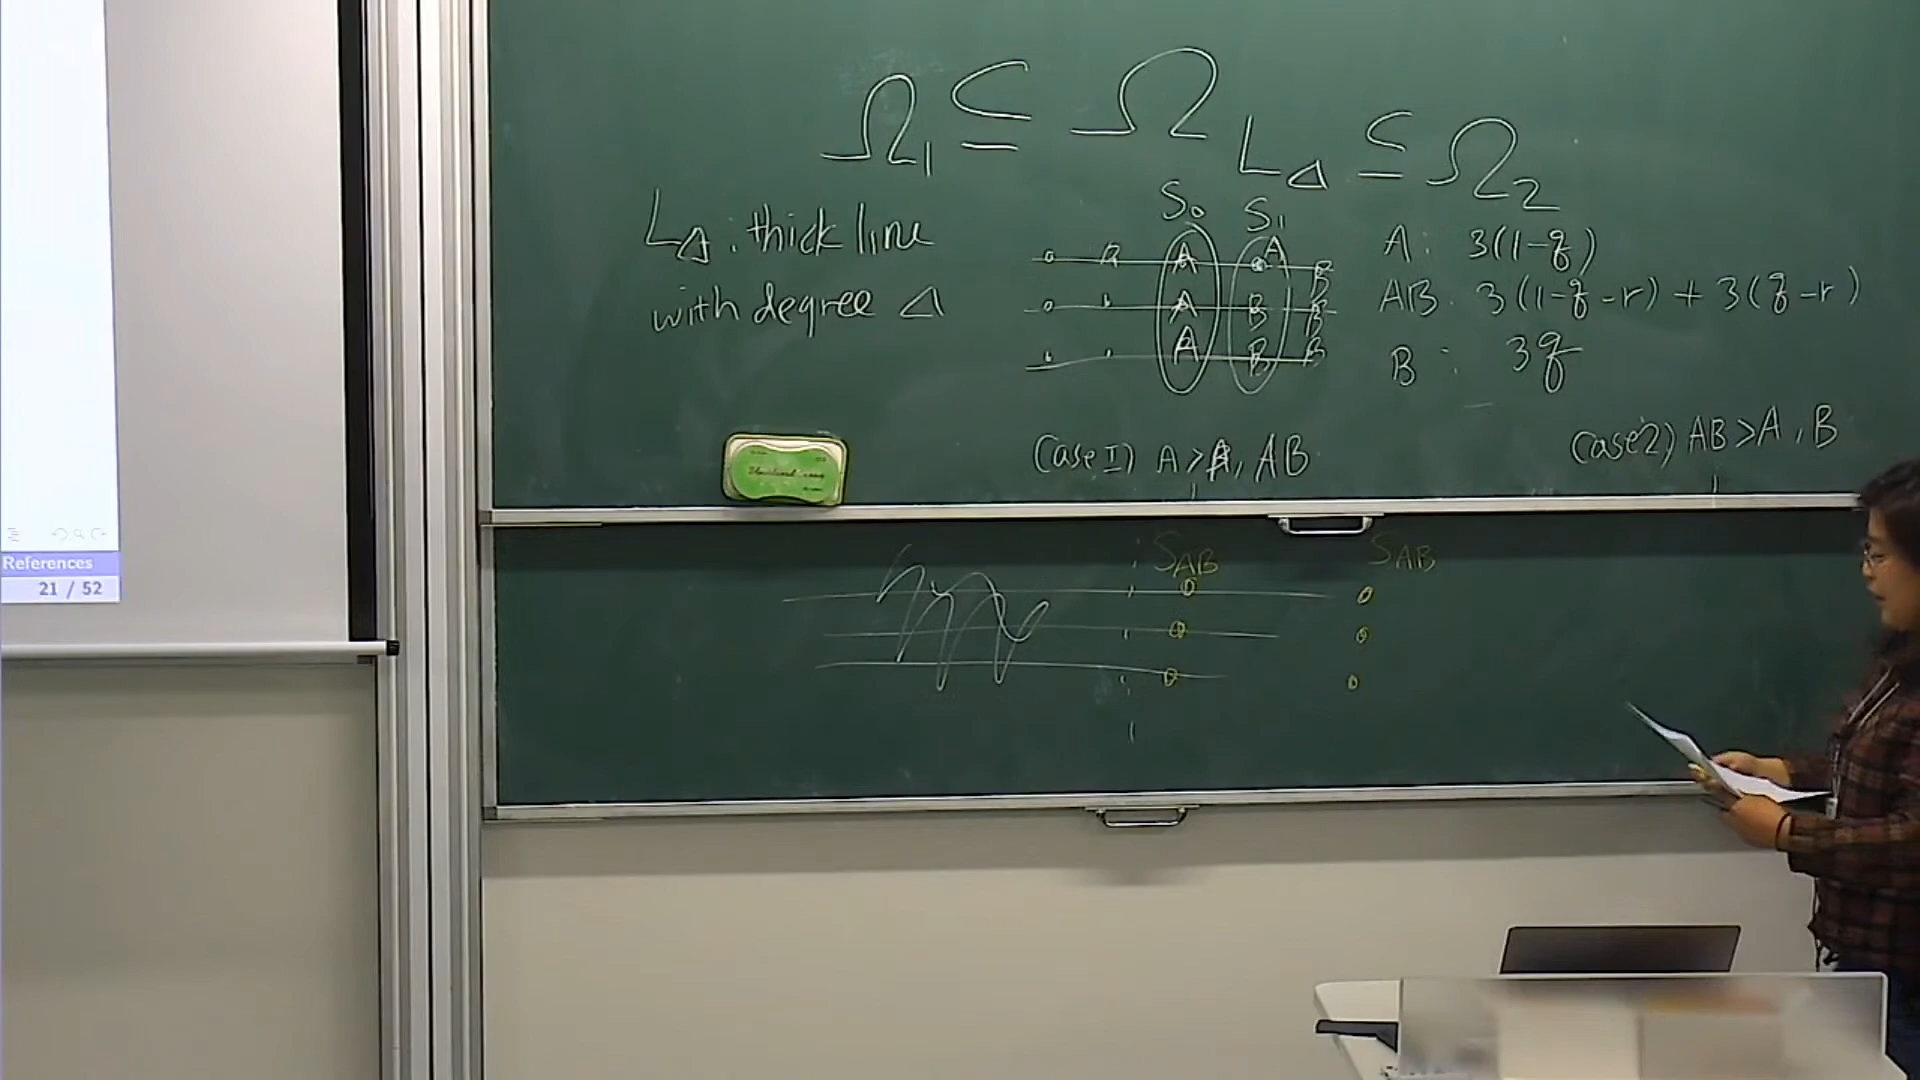 Ω₁ ⊆ Ω L_Δ ⊆ Ω₂
L_Δ . thick line
with degree Δ
S₀ S₁
A A B
A B B
A B B
A : 3(1-q)
AB . 3(1-q-r) + 3(q-r)
B : 3q
(Case I) A > , AB
(Case 2) AB > A , B
S_AB S_AB
References
21 / 52